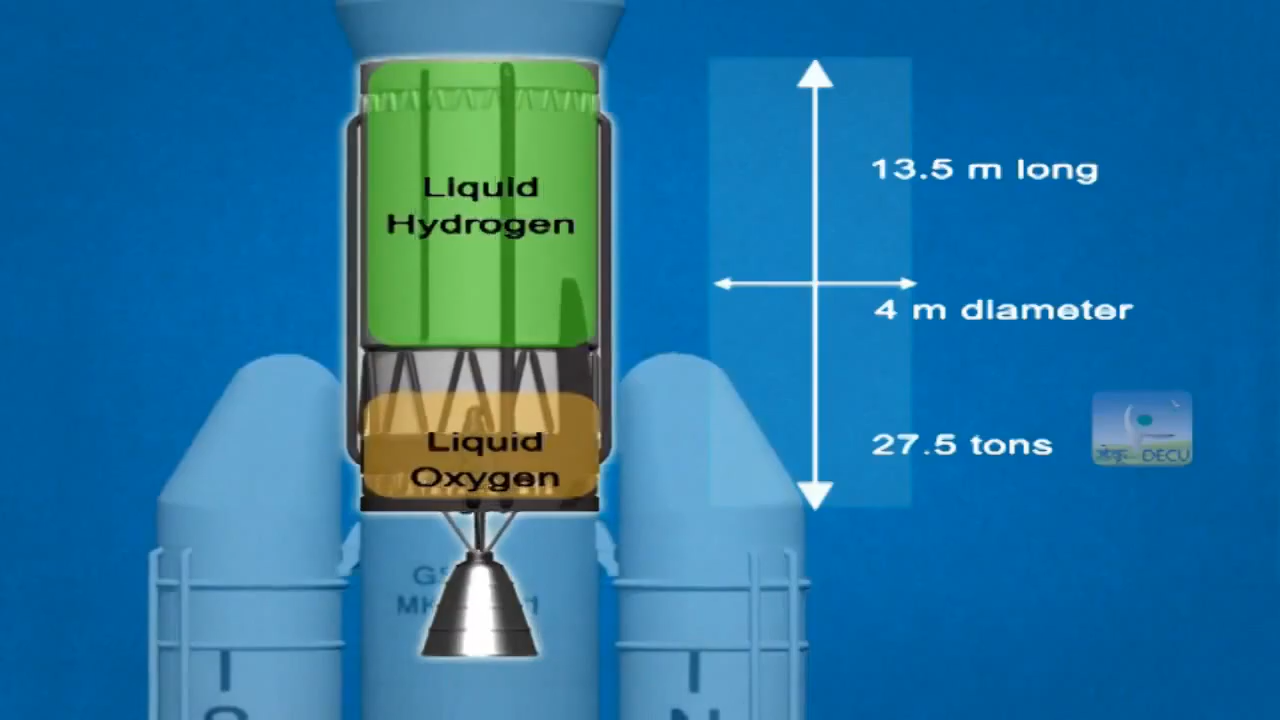 Liquid
Hydrogen
13.5 m long
4 m diameter
Liquid
Oxygen
27.5 tons
DECU